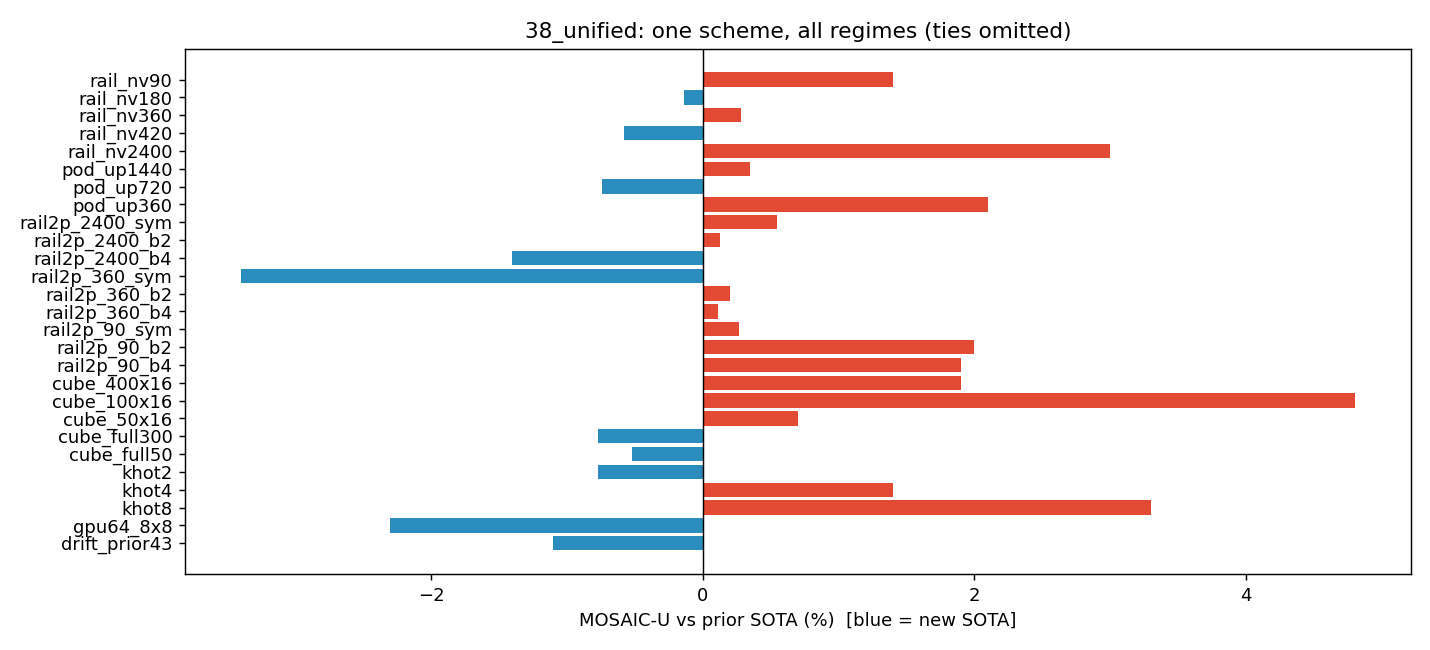 38_unified: one scheme, all regimes (ties omitted)
rail_nv90
rail_nv180
rail_nv360
rail_nv420
rail_nv2400
pod_up1440
pod_up720
pod_up360
rail2p_2400_sym
rail2p_2400_b2
rail2p_2400_b4
rail2p_360_sym
rail2p_360_b2
rail2p_360_b4
rail2p_90_sym
rail2p_90_b2
rail2p_90_b4
cube_400x16
cube_100x16
cube_50x16
cube_full300
cube_full50
khot2
khot4
khot8
gpu64_8x8
drift_prior43
−2 0 2 4
MOSAIC-U vs prior SOTA (%) [blue = new SOTA]